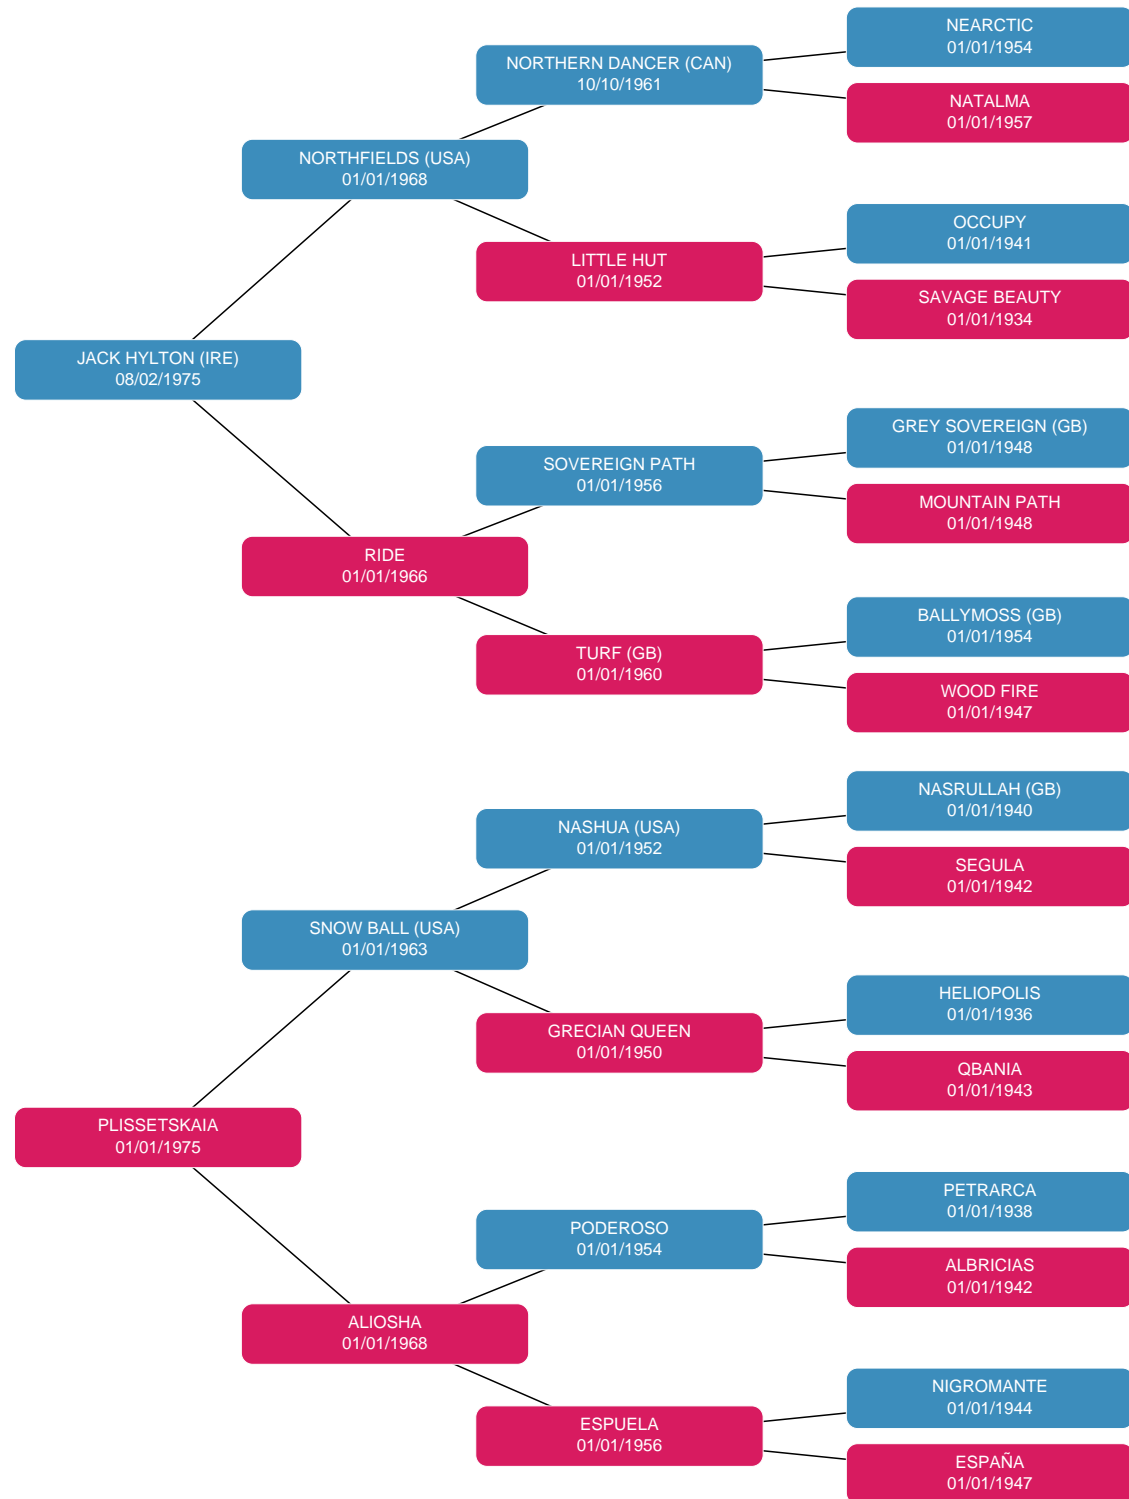 NEARCTIC
01/01/1954
NORTHERN DANCER (CAN)
10/10/1961
NATALMA
01/01/1957
NORTHFIELDS (USA)
01/01/1968
OCCUPY
01/01/1941
LITTLE HUT
01/01/1952
SAVAGE BEAUTY
01/01/1934
JACK HYLTON (IRE)
08/02/1975
GREY SOVEREIGN (GB)
01/01/1948
SOVEREIGN PATH
01/01/1956
MOUNTAIN PATH
01/01/1948
RIDE
01/01/1966
BALLYMOSS (GB)
01/01/1954
TURF (GB)
01/01/1960
WOOD FIRE
01/01/1947
NASRULLAH (GB)
01/01/1940
NASHUA (USA)
01/01/1952
SEGULA
01/01/1942
SNOW BALL (USA)
01/01/1963
HELIOPOLIS
01/01/1936
GRECIAN QUEEN
01/01/1950
QBANIA
01/01/1943
PLISSETSKAIA
01/01/1975
PETRARCA
01/01/1938
PODEROSO
01/01/1954
ALBRICIAS
01/01/1942
ALIOSHA
01/01/1968
NIGROMANTE
01/01/1944
ESPUELA
01/01/1956
ESPAÑA
01/01/1947